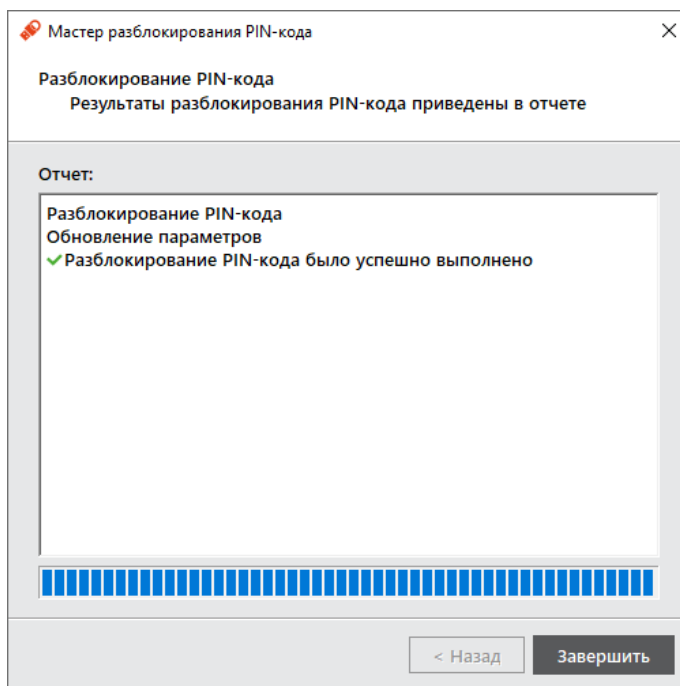 Мастер разблокирования PIN-кода
Разблокирование PIN-кода
Результаты разблокирования PIN-кода приведены в отчете
Отчет:
Разблокирование PIN-кода
Обновление параметров
Разблокирование PIN-кода было успешно выполнено
< Назад
Завершить